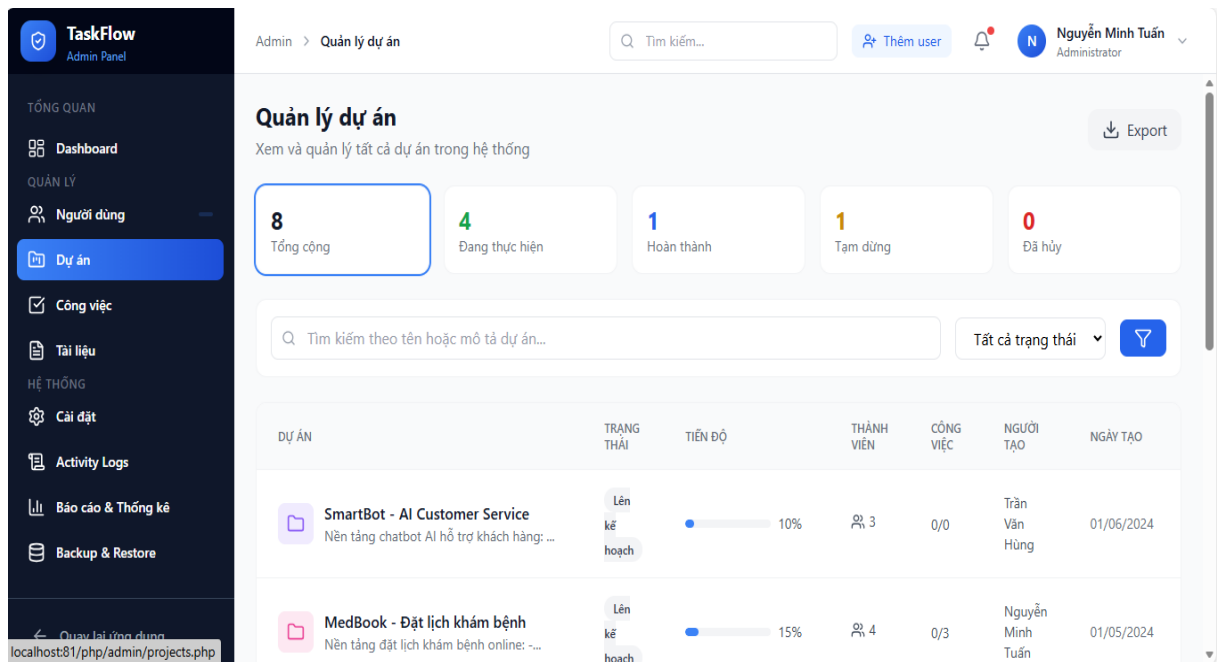 TaskFlow
Admin Panel
Admin > Quản lý dự án
Tìm kiếm...
Thêm user
N
Nguyễn Minh Tuấn
Administrator
TỔNG QUAN
Dashboard
QUẢN LÝ
Người dùng
Dự án
Công việc
Tài liệu
HỆ THỐNG
Cài đặt
Activity Logs
Báo cáo & Thống kê
Backup & Restore
Quay lại ứng dụng
localhost:81/php/admin/projects.php
Quản lý dự án
Xem và quản lý tất cả dự án trong hệ thống
Export
8
Tổng cộng
4
Đang thực hiện
1
Hoàn thành
1
Tạm dừng
0
Đã hủy
Tìm kiếm theo tên hoặc mô tả dự án...
Tất cả trạng thái
DỰ ÁN
TRẠNG
THÁI
TIẾN ĐỘ
THÀNH
VIÊN
CÔNG
VIỆC
NGƯỜI
TẠO
NGÀY TẠO
SmartBot - AI Customer Service
Nền tảng chatbot AI hỗ trợ khách hàng: ...
Lên
kế
hoạch
10%
3
0/0
Trần
Văn
Hùng
01/06/2024
MedBook - Đặt lịch khám bệnh
Nền tảng đặt lịch khám bệnh online: -...
Lên
kế
hoạch
15%
4
0/3
Nguyễn
Minh
Tuấn
01/05/2024